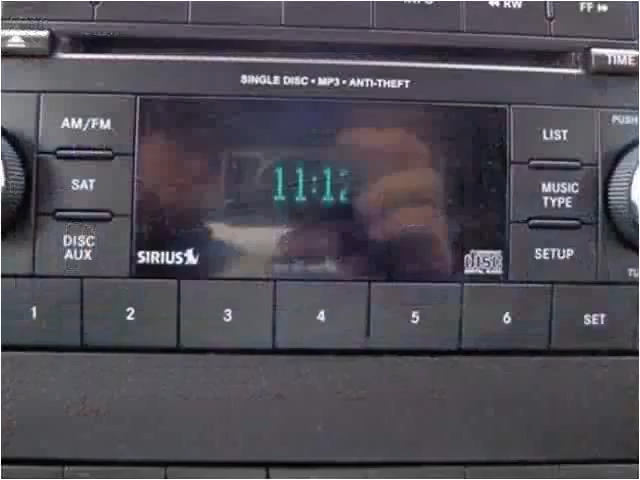 ◀◀ RW
FF ▶▶
TIME
SINGLE DISC • MP3 • ANTI-THEFT
AM/FM
LIST
PUSH
SAT
11:12
MUSIC
TYPE
DISC
AUX
SIRIUS
DISC
SETUP
1 2 3 4 5 6 SET